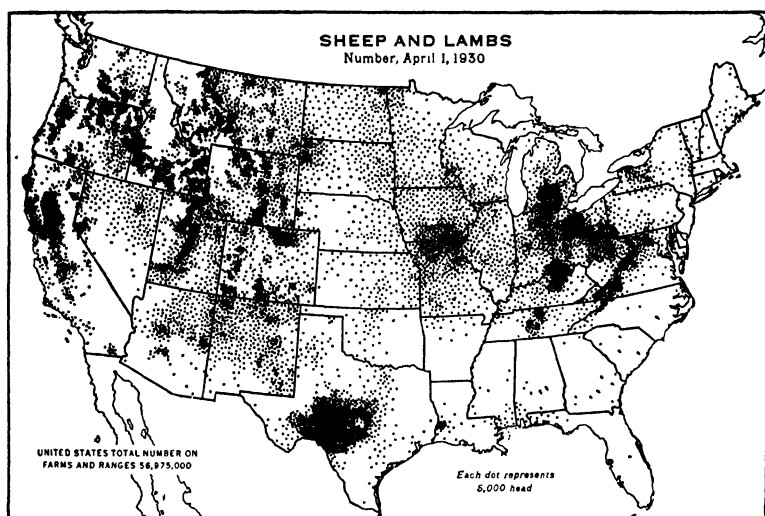 SHEEP AND LAMBS
Number, April 1, 1930
UNITED STATES TOTAL NUMBER ON
FARMS AND RANGES 56,975,000
Each dot represents
5,000 head